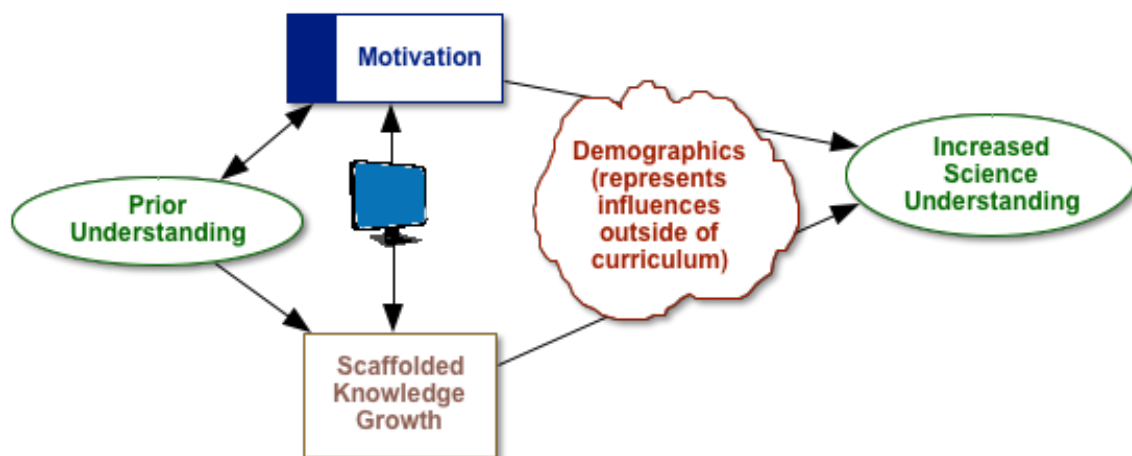 Motivation
Prior
Understanding
Demographics
(represents
influences
outside of
curriculum)
Increased
Science
Understanding
Scaffolded
Knowledge
Growth